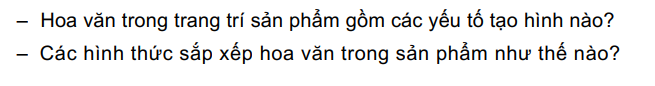 – Hoa văn trong trang trí sản phẩm gồm các yếu tố tạo hình nào?
– Các hình thức sắp xếp hoa văn trong sản phẩm như thế nào?